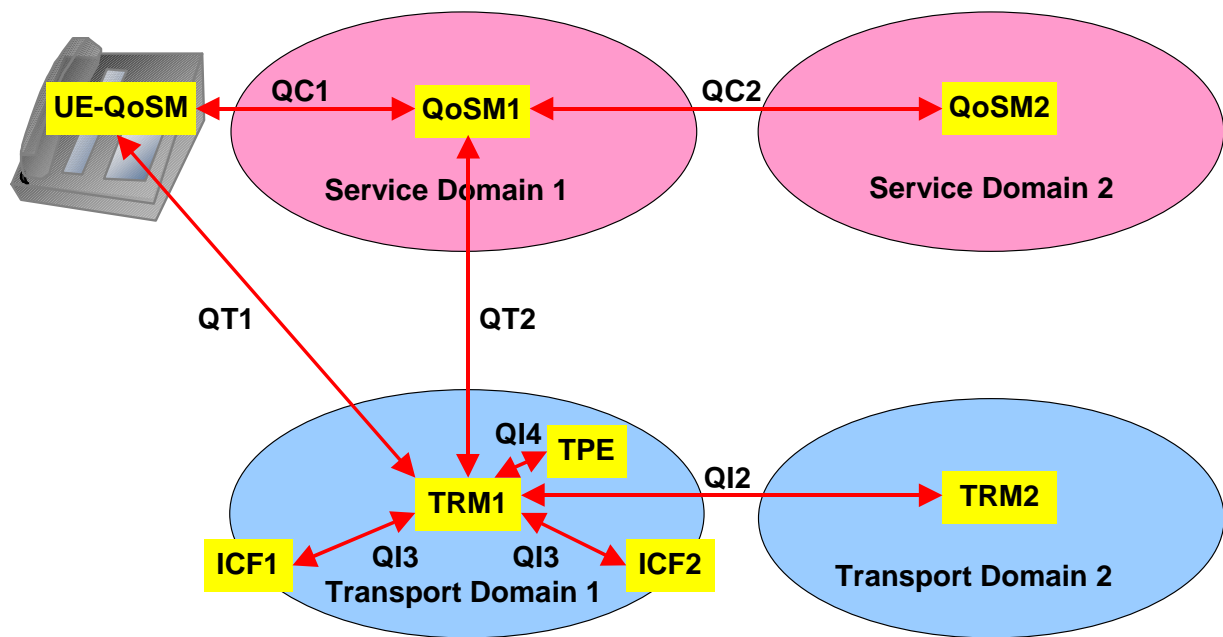 QC1
QC2
UE-QoSM
QoSM1
QoSM2
Service Domain 1
Service Domain 2
QT1
QT2
QI4
TPE
QI2
TRM1
TRM2
ICF1
QI3
QI3
ICF2
Transport Domain 1
Transport Domain 2